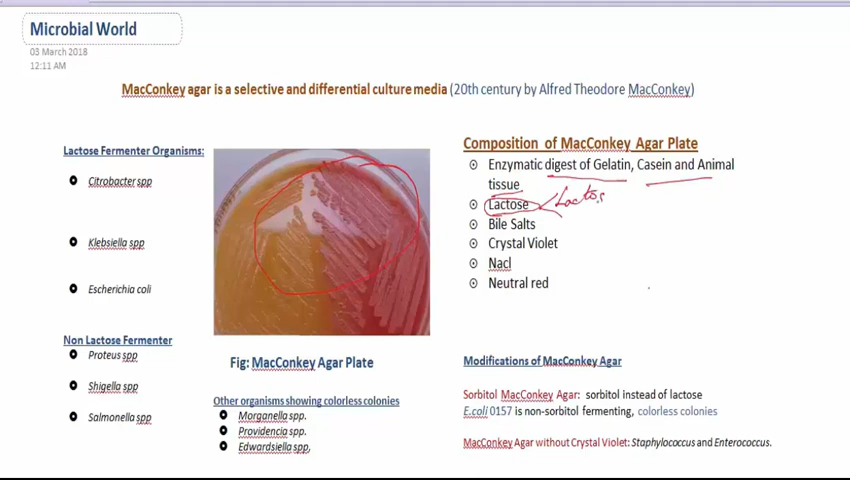 Microbial World
03 March 2018
12:11 AM
MacConkey agar is a selective and differential culture media (20th century by Alfred Theodore MacConkey)
Lactose Fermenter Organisms:
Citrobacter spp
Klebsiella spp
Escherichia coli
Non Lactose Fermenter
Proteus spp
Shigella spp
Salmonella spp
Fig: MacConkey Agar Plate
Other organisms showing colorless colonies
Morganella spp.
Providencia spp.
Edwardsiella spp,
Composition of MacConkey Agar Plate
Enzymatic digest of Gelatin, Casein and Animal
tissue
Lactose Lactos
Bile Salts
Crystal Violet
Nacl
Neutral red
Modifications of MacConkey Agar
Sorbitol MacConkey Agar: sorbitol instead of lactose
E.coli 0157 is non-sorbitol fermenting, colorless colonies
MacConkey Agar without Crystal Violet: Staphylococcus and Enterococcus.